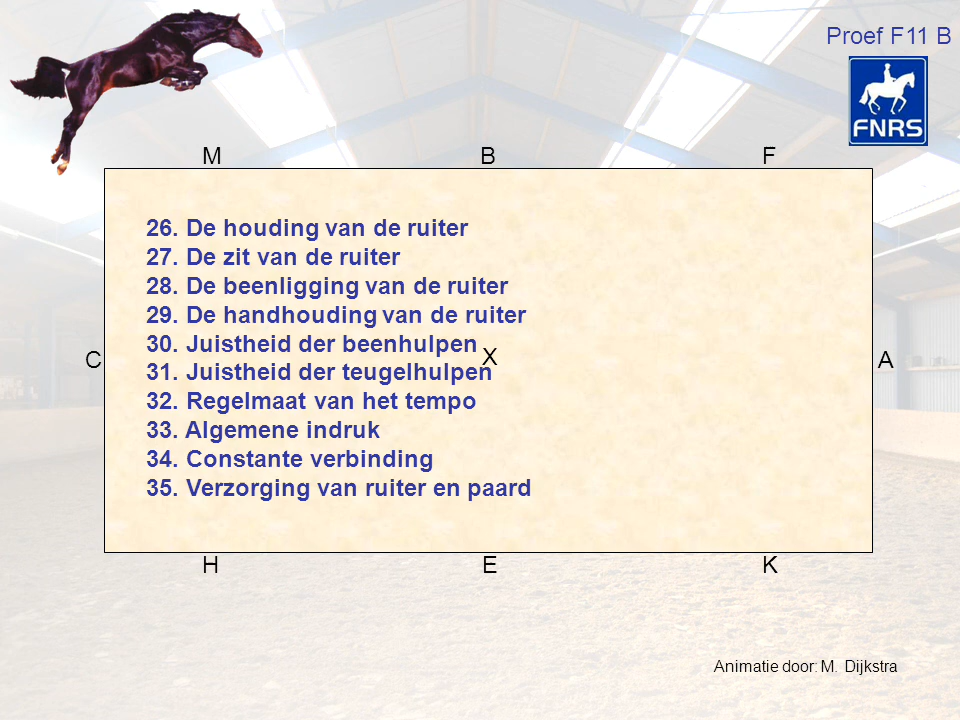 Proef F11 B
FNRS
M B F
26. De houding van de ruiter
27. De zit van de ruiter
28. De beenligging van de ruiter
29. De handhouding van de ruiter
30. Juistheid der beenhulpen
X
C
A
31. Juistheid der teugelhulpen
32. Regelmaat van het tempo
33. Algemene indruk
34. Constante verbinding
35. Verzorging van ruiter en paard
H E K
Animatie door: M. Dijkstra